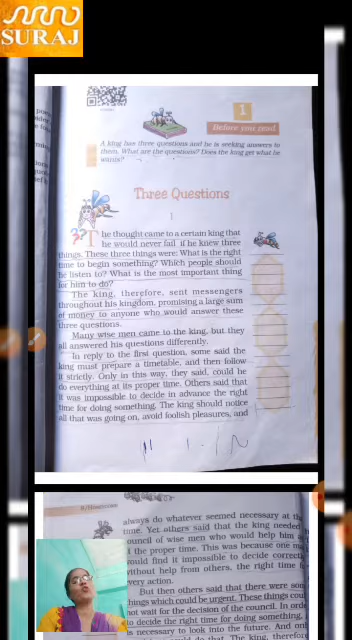 SURAJ
1
Before you read
A king has three questions and he is seeking answers to
them. What are the questions? Does the king get what he
wants?
Three Questions
I
The thought came to a certain king that
he would never fail if he knew three
things. These three things were: What is the right
time to begin something? Which people should
he listen to? What is the most important thing
for him to do?
The king, therefore, sent messengers
throughout his kingdom, promising a large sum
of money to anyone who would answer these
three questions.
Many wise men came to the king, but they
all answered his questions differently.
In reply to the first question, some said the
king must prepare a timetable, and then follow
it strictly. Only in this way, they said, could he
do everything at its proper time. Others said that
it was impossible to decide in advance the right
time for doing something. The king should notice
all that was going on, avoid foolish pleasures, and
always do whatever seemed necessary at the
time. Yet others said that the king needed
council of wise men who would help him a
t the proper time. This was because one m
would find it impossible to decide correct
without help from others, the right time f
very action.
But then others said that there were som
things which could be urgent. These things cou
not wait for the decision of the council. In ord
to decide the right time for doing something,
is necessary to look into the future. And on
could do that. The king, therefor